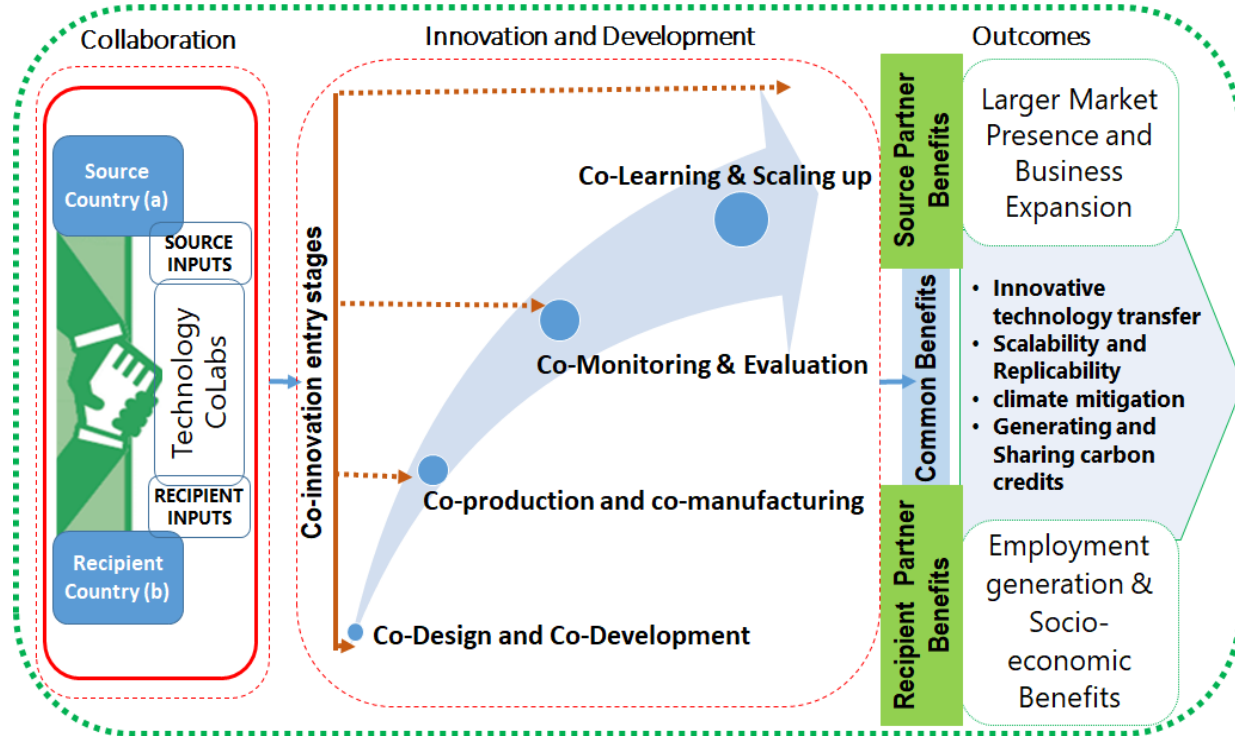 Collaboration
Innovation and Development
Outcomes
Source
Country (a)
SOURCE
INPUTS
Technology
CoLabs
RECIPIENT
INPUTS
Recipient
Country (b)
Co-innovation entry stages
Co-Learning & Scaling up
Co-Monitoring & Evaluation
Co-production and co-manufacturing
Co-Design and Co-Development
Source Partner
Benefits
Common Benefits
Recipient Partner
Benefits
Larger Market
Presence and
Business
Expansion
• Innovative
technology transfer
• Scalability and
Replicability
• climate mitigation
• Generating and
Sharing carbon
credits
Employment
generation &
Socio-
economic
Benefits